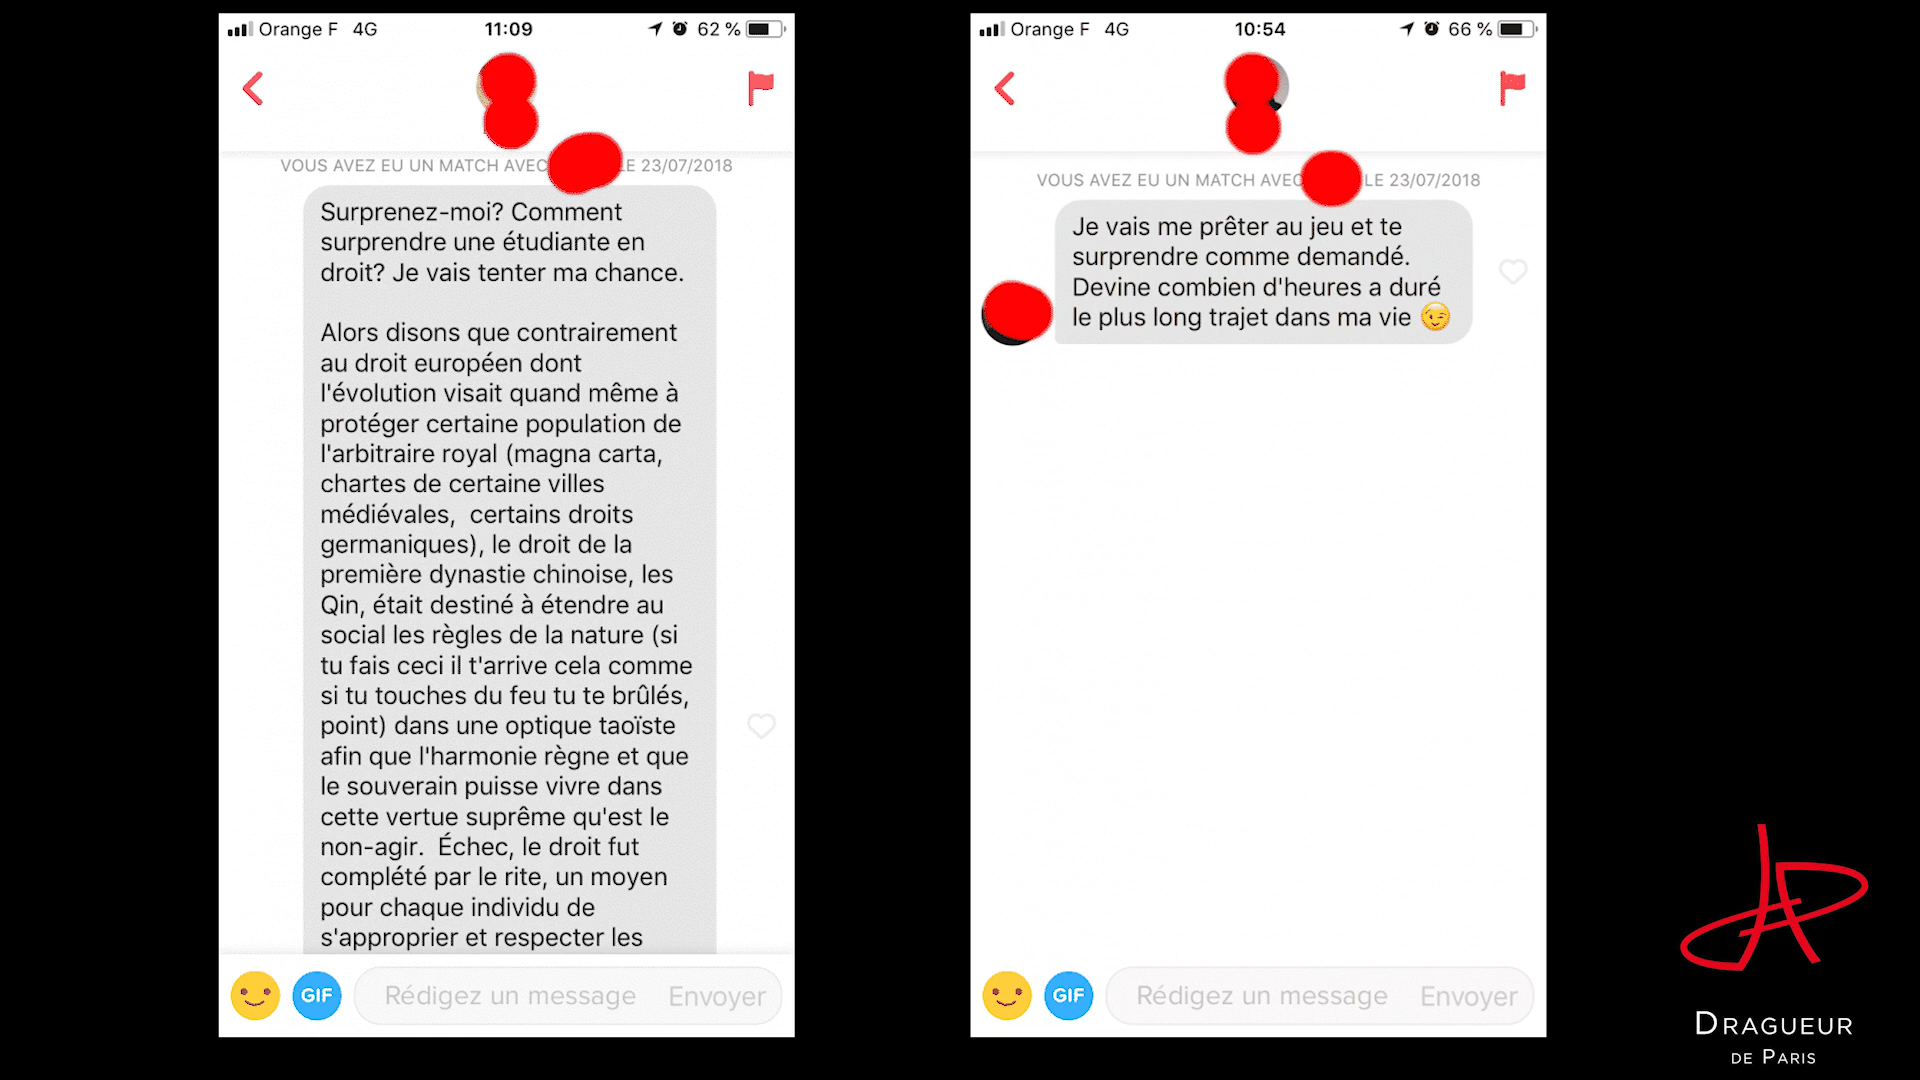 Orange F 4G 11:09 62 %
VOUS AVEZ EU UN MATCH AVEC LE 23/07/2018
Surprenez-moi? Comment
surprendre une étudiante en
droit? Je vais tenter ma chance.
Alors disons que contrairement
au droit européen dont
l'évolution visait quand même à
protéger certaine population de
l'arbitraire royal (magna carta,
chartes de certaine villes
médiévales, certains droits
germaniques), le droit de la
première dynastie chinoise, les
Qin, était destiné à étendre au
social les règles de la nature (si
tu fais ceci il t'arrive cela comme
si tu touches du feu tu te brûlés,
point) dans une optique taoïste
afin que l'harmonie règne et que
le souverain puisse vivre dans
cette vertue suprême qu'est le
non-agir. Échec, le droit fut
complété par le rite, un moyen
pour chaque individu de
s'approprier et respecter les
GIF Rédigez un message Envoyer
Orange F 4G 10:54 66 %
VOUS AVEZ EU UN MATCH AVEC LE 23/07/2018
Je vais me prêter au jeu et te
surprendre comme demandé.
Devine combien d'heures a duré
le plus long trajet dans ma vie 😉
GIF Rédigez un message Envoyer
DRAGUEUR
DE PARIS